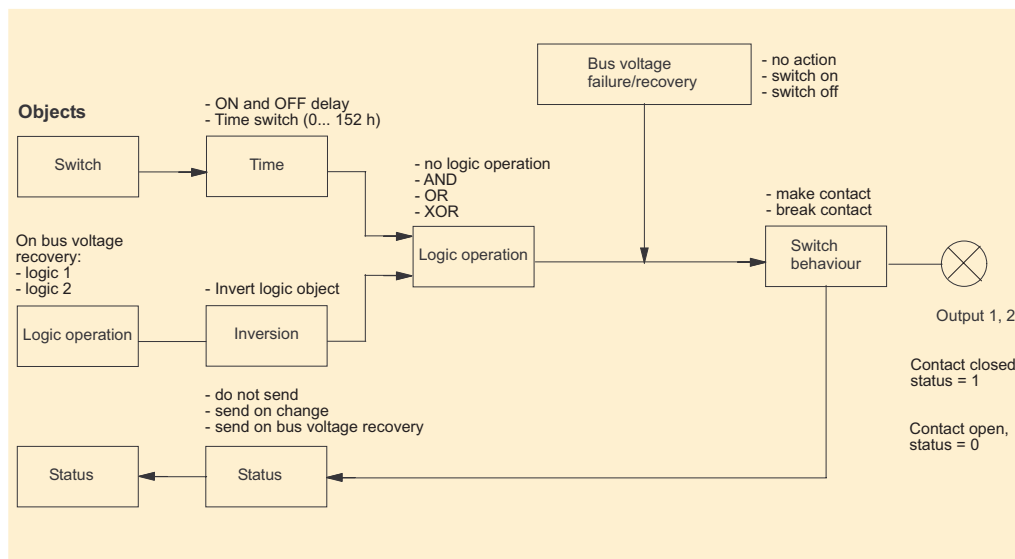 Bus voltage
failure/recovery
- no action
- switch on
- switch off
Objects
- ON and OFF delay
- Time switch (0... 152 h)
Switch
Time
- no logic operation
- AND
- OR
- XOR
- make contact
- break contact
On bus voltage
recovery:
- logic 1
- logic 2
Logic operation
Switch
behaviour
- Invert logic object
Logic operation
Inversion
Output 1, 2
Contact closed
status = 1
- do not send
- send on change
- send on bus voltage recovery
Contact open,
status = 0
Status
Status